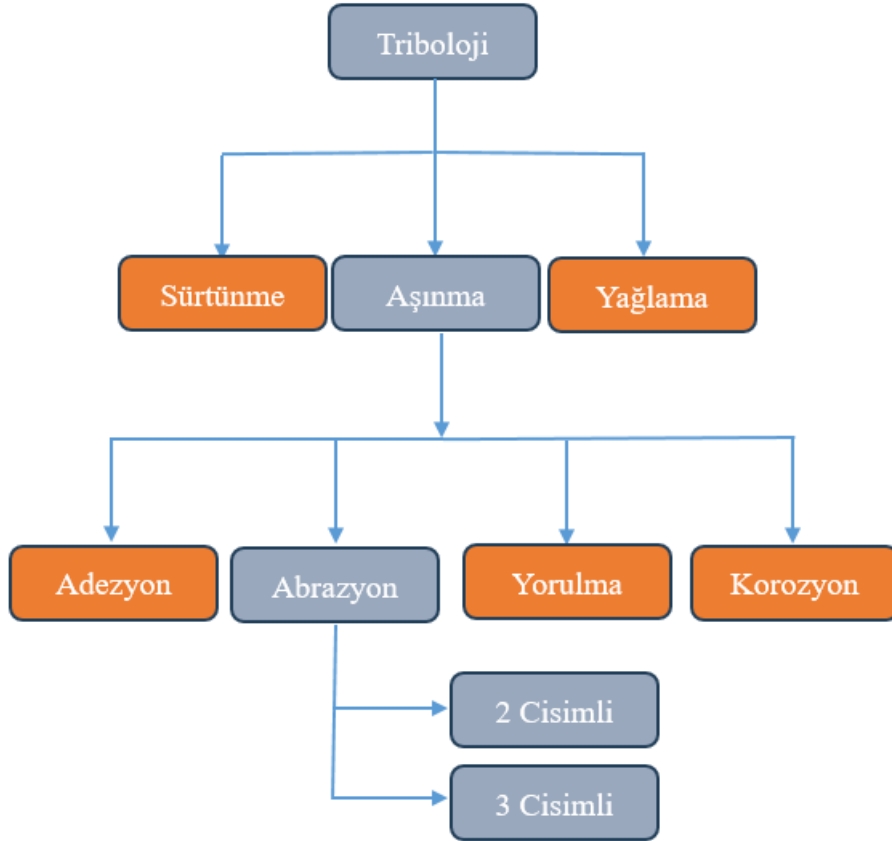 Triboloji
Sürtünme
Aşınma
Yağlama
Adezyon
Abrazyon
Yorulma
Korozyon
2 Cisimli
3 Cisimli